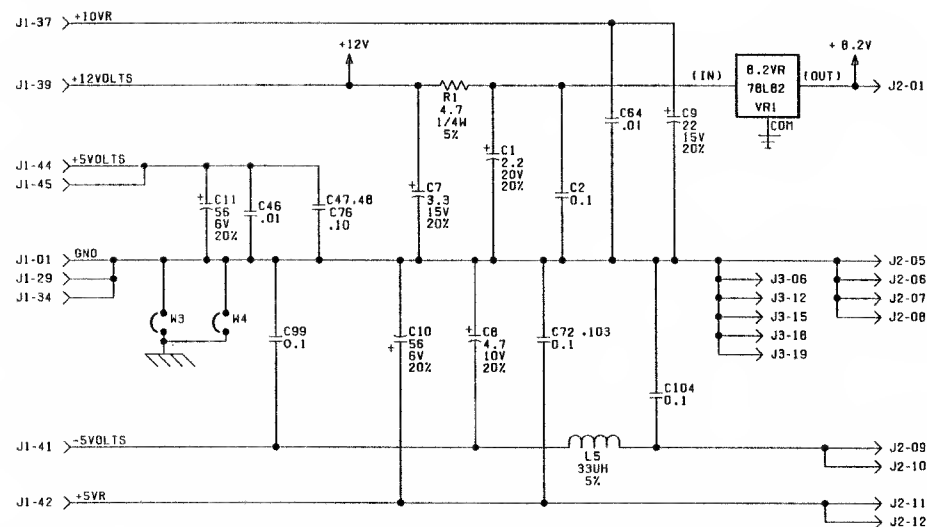 J1-37 +10VR
+12V
+ 8.2V
J1-39 +12VOLTS
(IN) 8.2VR (OUT) J2-01
78L82
VR1
COM
R1
4.7
1/4W
5%
C64
.01
C9
22
15V
20%
C1
2.2
20V
20%
J1-44 +5VOLTS
J1-45
C11
56
6V
20%
C46
.01
C47,48
C76
.10
C7
3.3
15V
20%
C2
0.1
J1-01 GND J2-05
J1-29 J3-06 J2-06
J1-34 J3-12 J2-07
J3-15 J2-08
J3-18
J3-19
W3
W4
C99
0.1
C10
56
6V
20%
C8
4.7
10V
20%
C72 ,103
0.1
C104
0.1
J1-41 -5VOLTS J2-09
J2-10
L5
33UH
5%
J1-42 +5VR J2-11
J2-12